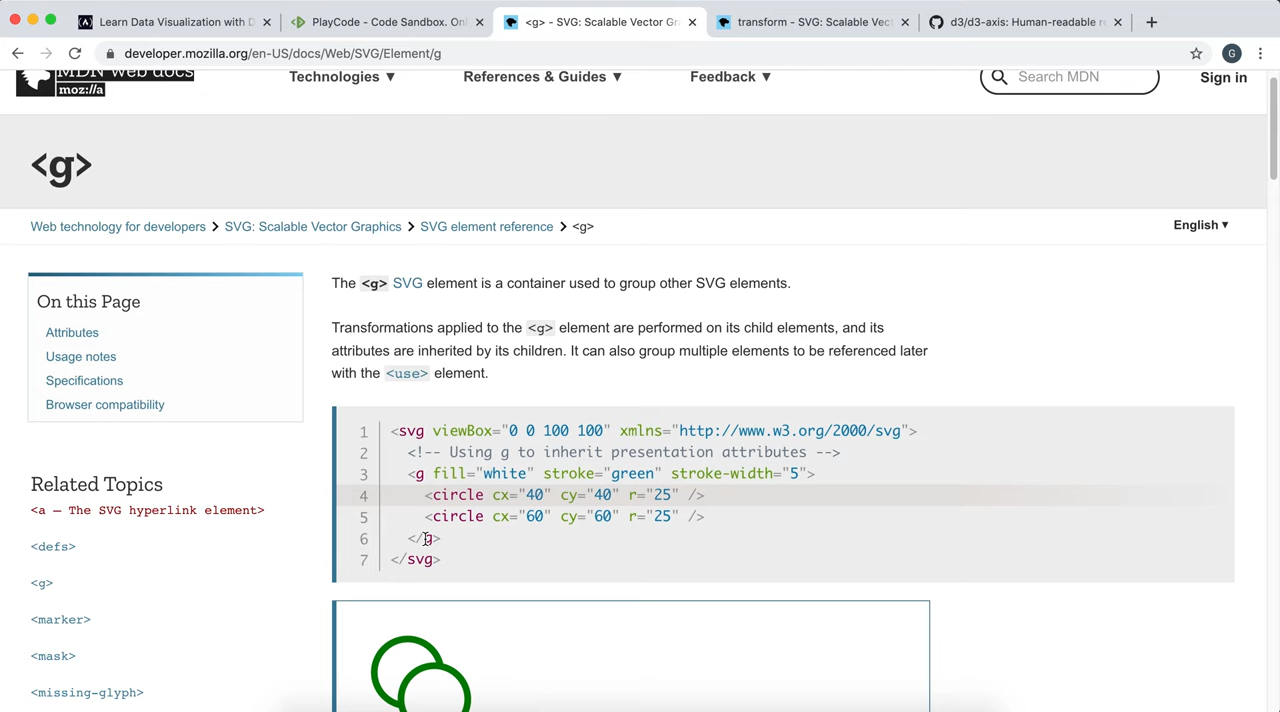 Learn Data Visualization with D
PlayCode - Code Sandbox. Onl
<g> - SVG: Scalable Vector Gra
transform - SVG: Scalable Vect
d3/d3-axis: Human-readable re
developer.mozilla.org/en-US/docs/Web/SVG/Element/g
G
MDN web docs
moz://a
Technologies ▼
References & Guides ▼
Feedback ▼
Search MDN
Sign in
<g>
Web technology for developers > SVG: Scalable Vector Graphics > SVG element reference > <g>
English ▼
On this Page
Attributes
Usage notes
Specifications
Browser compatibility
Related Topics
<a — The SVG hyperlink element>
<defs>
<g>
<marker>
<mask>
<missing-glyph>
The <g> SVG element is a container used to group other SVG elements.
Transformations applied to the <g> element are performed on its child elements, and its
attributes are inherited by its children. It can also group multiple elements to be referenced later
with the <use> element.
1 <svg viewBox="0 0 100 100" xmlns="http://www.w3.org/2000/svg">
2 <!-- Using g to inherit presentation attributes -->
3 <g fill="white" stroke="green" stroke-width="5">
4 <circle cx="40" cy="40" r="25" />
5 <circle cx="60" cy="60" r="25" />
6 </g>
7 </svg>